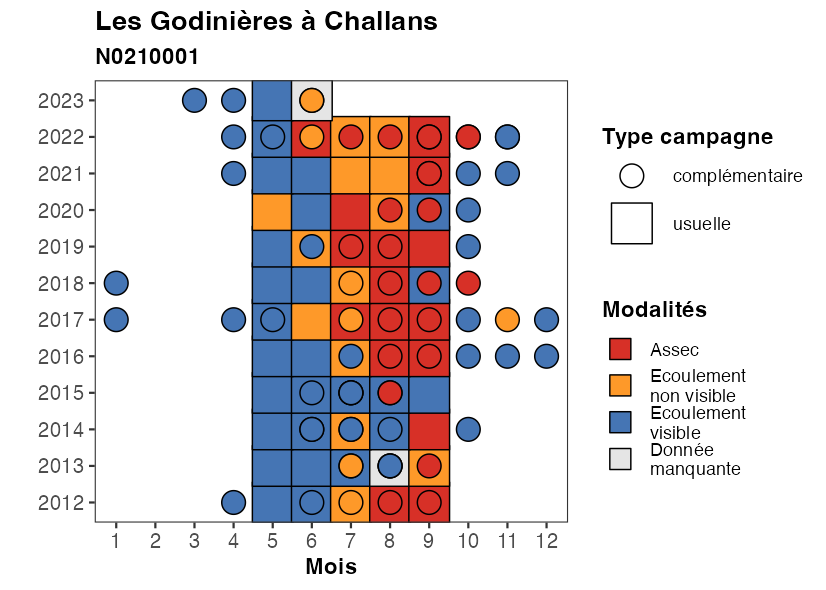 Les Godinières à Challans
N0210001
2023
2022
2021
2020
2019
2018
2017
2016
2015
2014
2013
2012
1 2 3 4 5 6 7 8 9 10 11 12
Mois
Type campagne
complémentaire
usuelle
Modalités
Assec
Ecoulement
non visible
Ecoulement
visible
Donnée
manquante